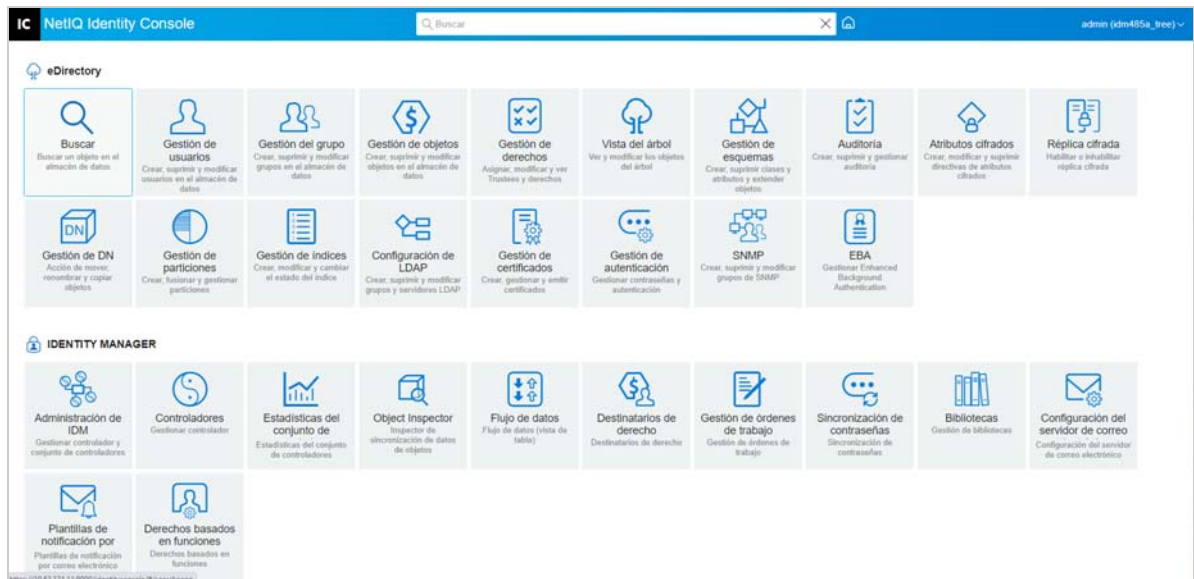 IC NetIQ Identity Console
Buscar
admin (idm485a_tree)
eDirectory
Buscar
Buscar un objeto en el
almacén de datos
Gestión de
usuarios
Crear, suprimir y modificar
usuarios en el almacén de
datos
Gestión del grupo
Crear, suprimir y modificar
grupos en el almacén de
datos
Gestión de objetos
Crear, suprimir y modificar
objetos en el almacén de
datos
Gestión de
derechos
Asignar, modificar y ver
Trustees y derechos
Vista del árbol
Ver y modificar los objetos
del árbol
Gestión de
esquemas
Crear, suprimir clases y
atributos y extender
objetos
Auditoría
Crear, suprimir y gestionar
auditoría
Atributos cifrados
Crear, modificar y suprimir
directivas de atributos
cifrados
Réplica cifrada
Habilitar o inhabilitar
réplica cifrada
DN
Gestión de DN
Acción de mover,
renombrar y copiar
objetos
Gestión de
particiones
Crear, fusionar y gestionar
particiones
Gestión de índices
Crear, modificar y cambiar
el estado del índice
Configuración de
LDAP
Crear, suprimir y modificar
grupos y servidores LDAP
Gestión de
certificados
Crear, gestionar y emitir
certificados
Gestión de
autenticación
Gestionar contraseñas y
autenticación
SNMP
Crear, suprimir y modificar
grupos de SNMP
EBA
Gestionar Enhanced
Background
Authentication
IDENTITY MANAGER
Administración de
IDM
Gestionar controlador y
conjunto de controladores
Controladores
Gestionar controlador
Estadísticas del
conjunto de
Estadísticas del conjunto
de controladores
Object Inspector
Inspector de
sincronización de datos
de objetos
Flujo de datos
Flujo de datos (vista de
tabla)
Destinatarios de
derecho
Destinatarios de derecho
Gestión de órdenes
de trabajo
Gestión de órdenes de
trabajo
Sincronización de
contraseñas
Sincronización de
contraseñas
Bibliotecas
Gestión de bibliotecas
Configuración del
servidor de correo
Configuración del servidor
de correo electrónico
Plantillas de
notificación por
Plantillas de notificación
por correo electrónico
Derechos basados
en funciones
Derechos basados en
funciones